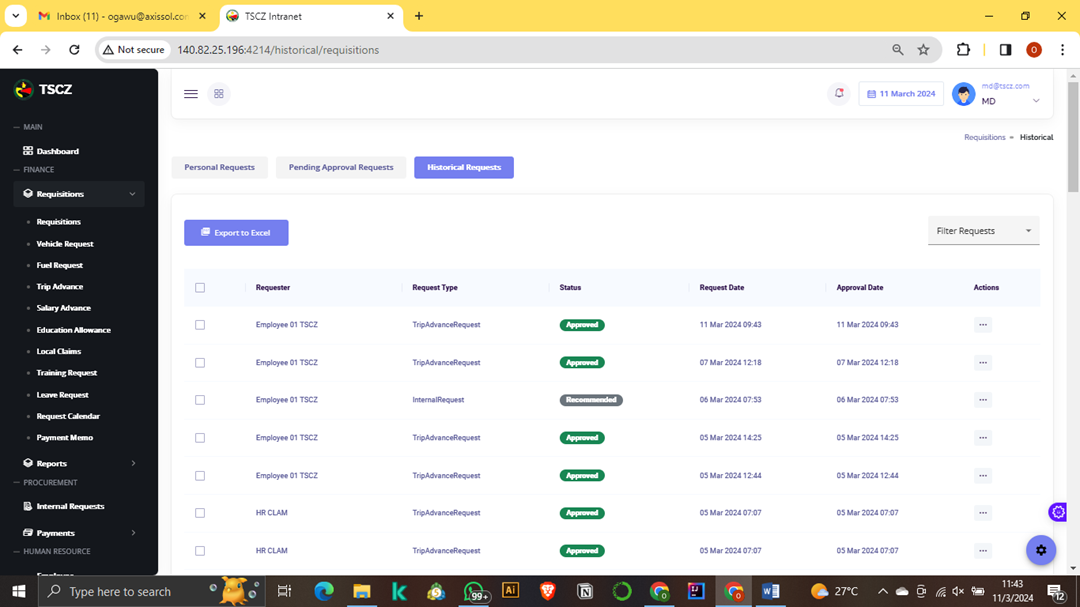 Inbox (11) - ogawu@axissol.con
TSCZ Intranet
Not secure
140.82.25.196:4214/historical/requisitions
O
TSCZ
MAIN
Dashboard
FINANCE
Requisitions
Requisitions
Vehicle Request
Fuel Request
Trip Advance
Salary Advance
Education Allowance
Local Claims
Training Request
Leave Request
Request Calendar
Payment Memo
Reports
PROCUREMENT
Internal Requests
Payments
HUMAN RESOURCE
Employee
11 March 2024
md@tscz.com
MD
Requisitions
Historical
Personal Requests
Pending Approval Requests
Historical Requests
Export to Excel
Filter Requests
Requester Request Type Status Request Date Approval Date Actions
Employee 01 TSCZ TripAdvanceRequest Approved 11 Mar 2024 09:43 11 Mar 2024 09:43 ...
Employee 01 TSCZ TripAdvanceRequest Approved 07 Mar 2024 12:18 07 Mar 2024 12:18 ...
Employee 01 TSCZ InternalRequest Recommended 06 Mar 2024 07:53 06 Mar 2024 07:53 ...
Employee 01 TSCZ TripAdvanceRequest Approved 05 Mar 2024 14:25 05 Mar 2024 14:25 ...
Employee 01 TSCZ TripAdvanceRequest Approved 05 Mar 2024 12:44 05 Mar 2024 12:44 ...
HR CLAM TripAdvanceRequest Approved 05 Mar 2024 07:07 05 Mar 2024 07:07 ...
HR CLAM TripAdvanceRequest Approved 05 Mar 2024 07:07 05 Mar 2024 07:07 ...
Type here to search
99+
Ai
27°C
11:43
11/3/2024
12